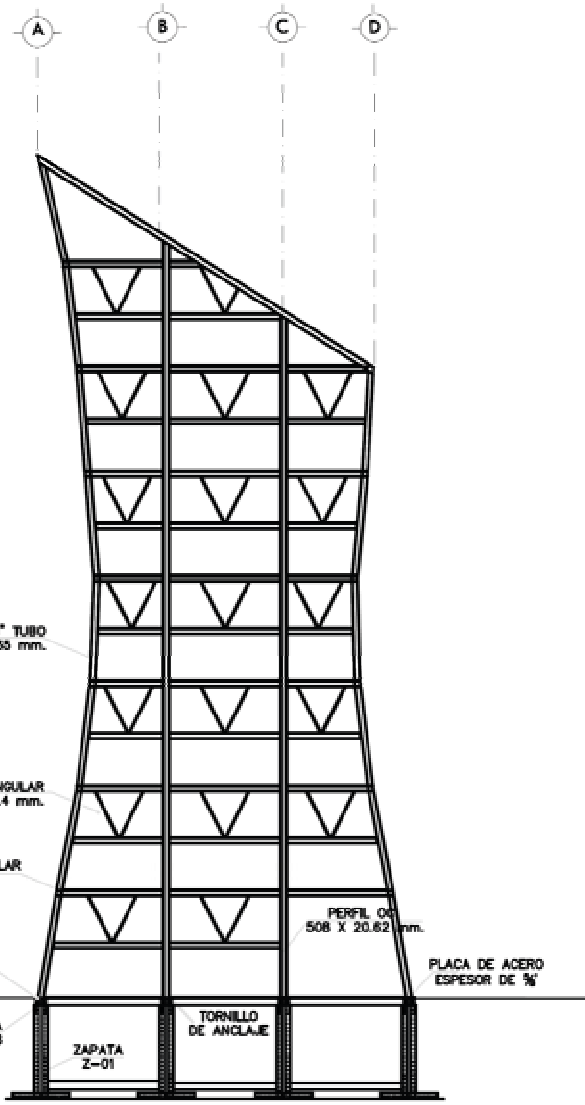 A
B
C
D
" TUBO
55 mm.
NGULAR
.4 mm.
LAR
PERFIL OC
508 X 20.62 mm.
PLACA DE ACERO
ESPESOR DE ⅝"
TORNILLO
DE ANCLAJE
ZAPATA
Z-01